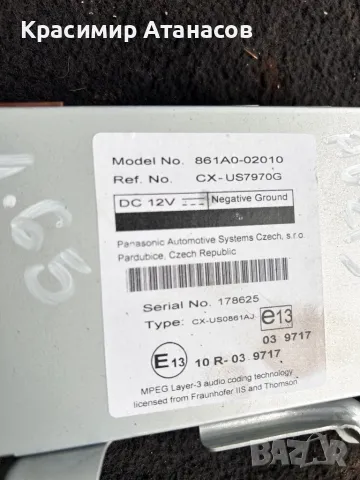 Красимир Атанасов
Model No. 861A0-02010
Ref. No. CX-US7970G
DC 12V Negative Ground
Panasonic Automotive Systems Czech, s.r.o.
Pardubice, Czech Republic
Serial No. 178625
Type: CX-US0861AJ
e13
03 9717
E13 10 R-03 9717
MPEG Layer-3 audio coding technology
licensed from Fraunhofer IIS and Thomson
BAZAR